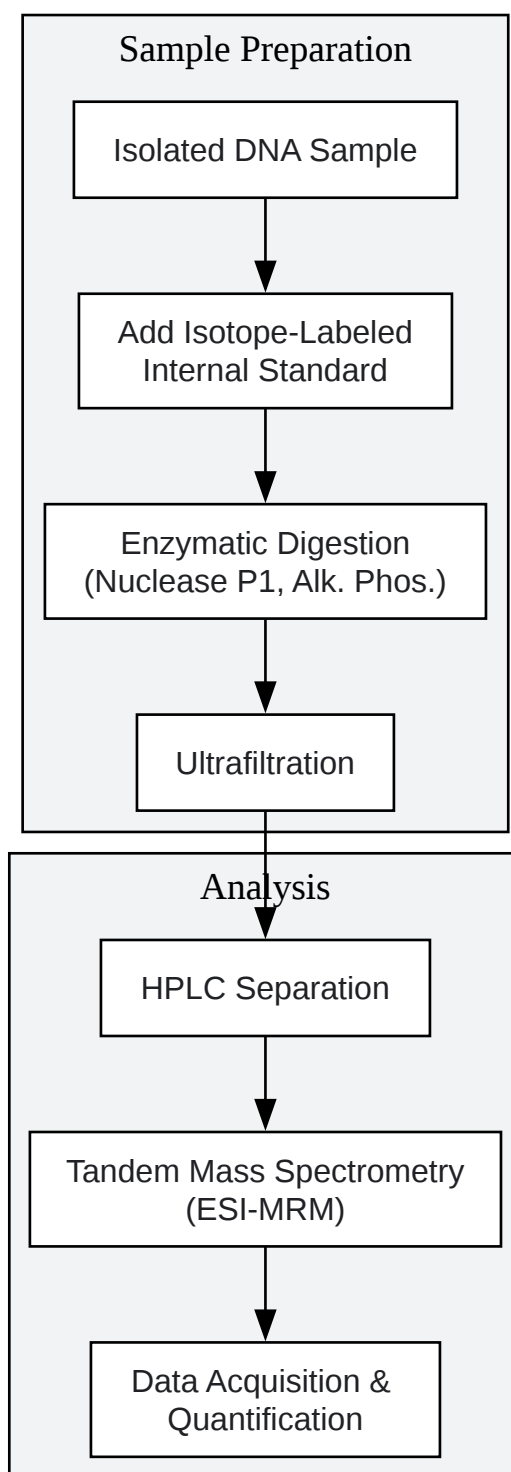 Sample Preparation
Isolated DNA Sample
Add Isotope-Labeled
Internal Standard
Enzymatic Digestion
(Nuclease P1, Alk. Phos.)
Ultrafiltration
Analysis
HPLC Separation
Tandem Mass Spectrometry
(ESI-MRM)
Data Acquisition &
Quantification